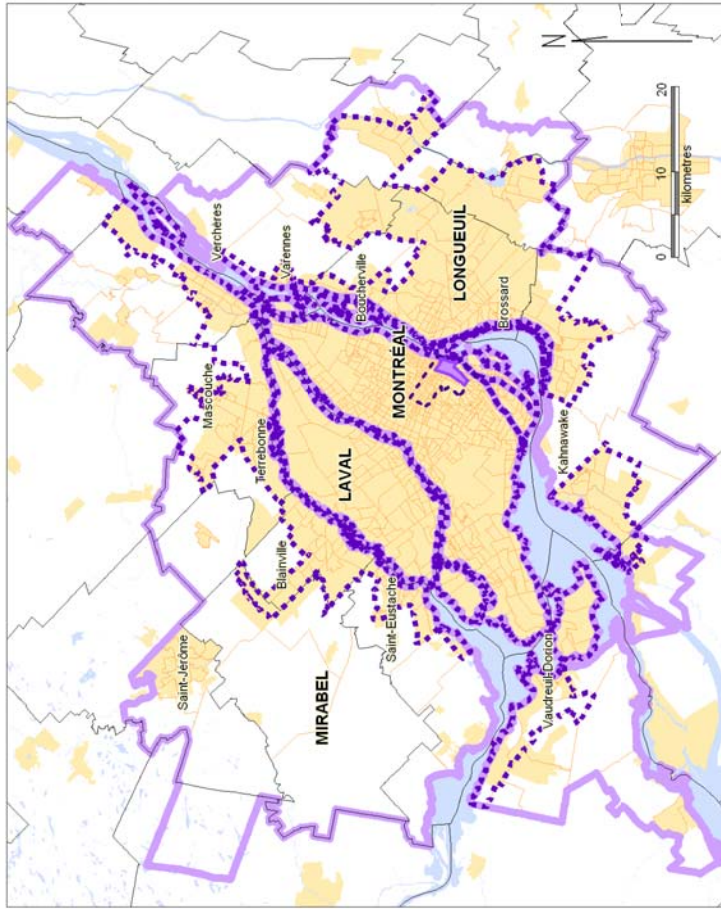 Saint-Jérôme
Mascouche
Verchères
Terrebonne
Blainville
Varennes
MIRABEL
LAVAL
Boucherville
Saint-Eustache
MONTRÉAL
LONGUEUIL
Brossard
Vaudreuil-Dorion
N
Kahnawake
0 10 20
kilometres